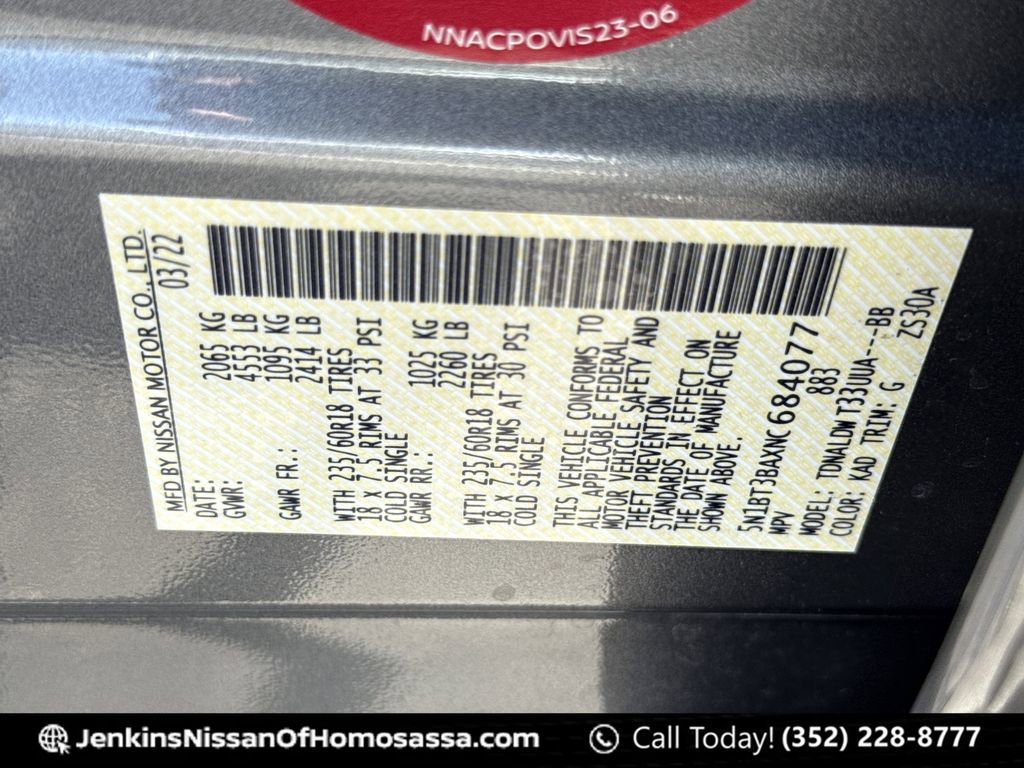 NNACPOVIS23-06
MFD BY NISSAN MOTOR CO., LTD.
DATE: 03/22
GVWR: 2065 KG
4553 LB
GAWR FR.: 1095 KG
2414 LB
WITH 235/60R18 TIRES
18 x 7.5 RIMS AT 33 PSI
COLD SINGLE
GAWR RR.: 1025 KG
2260 LB
WITH 235/60R18 TIRES
18 x 7.5 RIMS AT 30 PSI
COLD SINGLE
THIS VEHICLE CONFORMS TO
ALL APPLICABLE FEDERAL
MOTOR VEHICLE SAFETY AND
THEFT PREVENTION
STANDARDS IN EFFECT ON
THE DATE OF MANUFACTURE
SHOWN ABOVE.
5N1BT3BAXNC684077
MPV 883
MODEL: TDNALDW T33UUA---BB
COLOR: KAD TRIM: G ZS30A
JenkinsNissanOfHomosassa.com
Call Today! (352) 228-8777